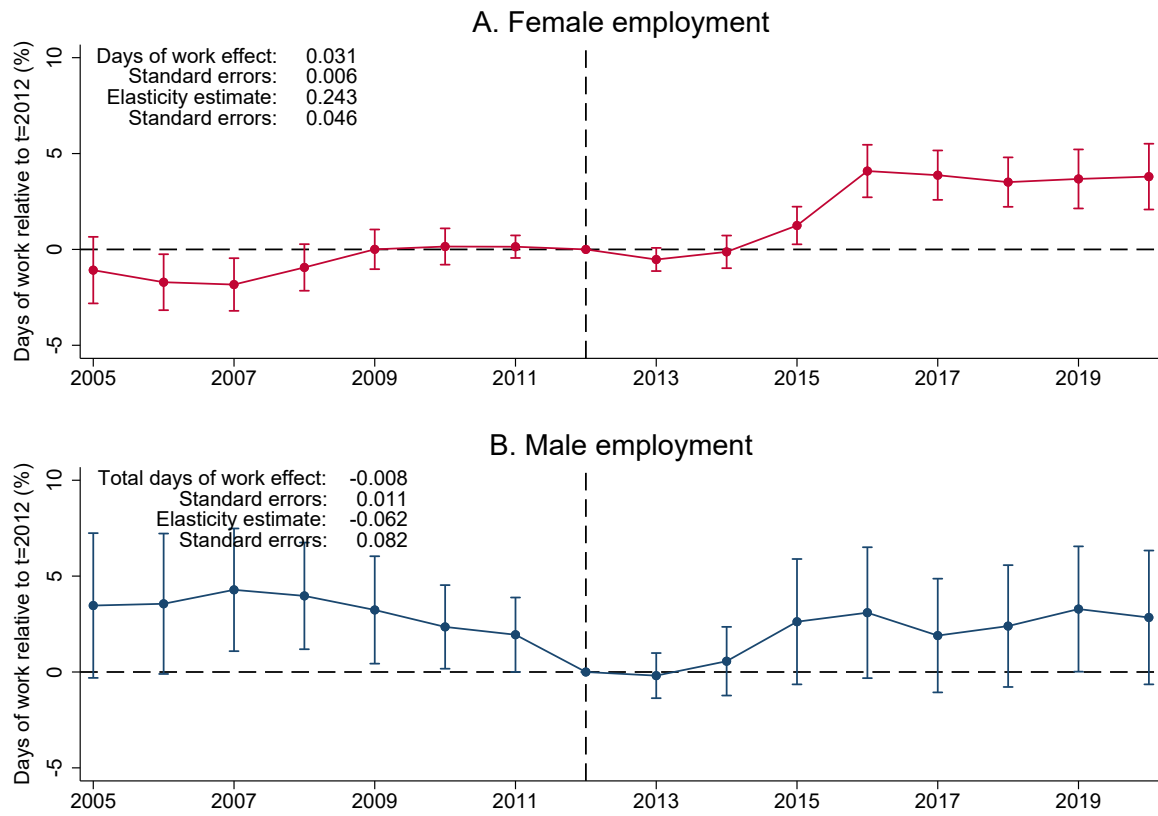 A. Female employment
Days of work relative to t=2012 (%)
10
5
0
-5
Days of work effect: 0.031
Standard errors: 0.006
Elasticity estimate: 0.243
Standard errors: 0.046
2005 2007 2009 2011 2013 2015 2017 2019
B. Male employment
Days of work relative to t=2012 (%)
10
5
0
-5
Total days of work effect: -0.008
Standard errors: 0.011
Elasticity estimate: -0.062
Standard errors: 0.082
2005 2007 2009 2011 2013 2015 2017 2019